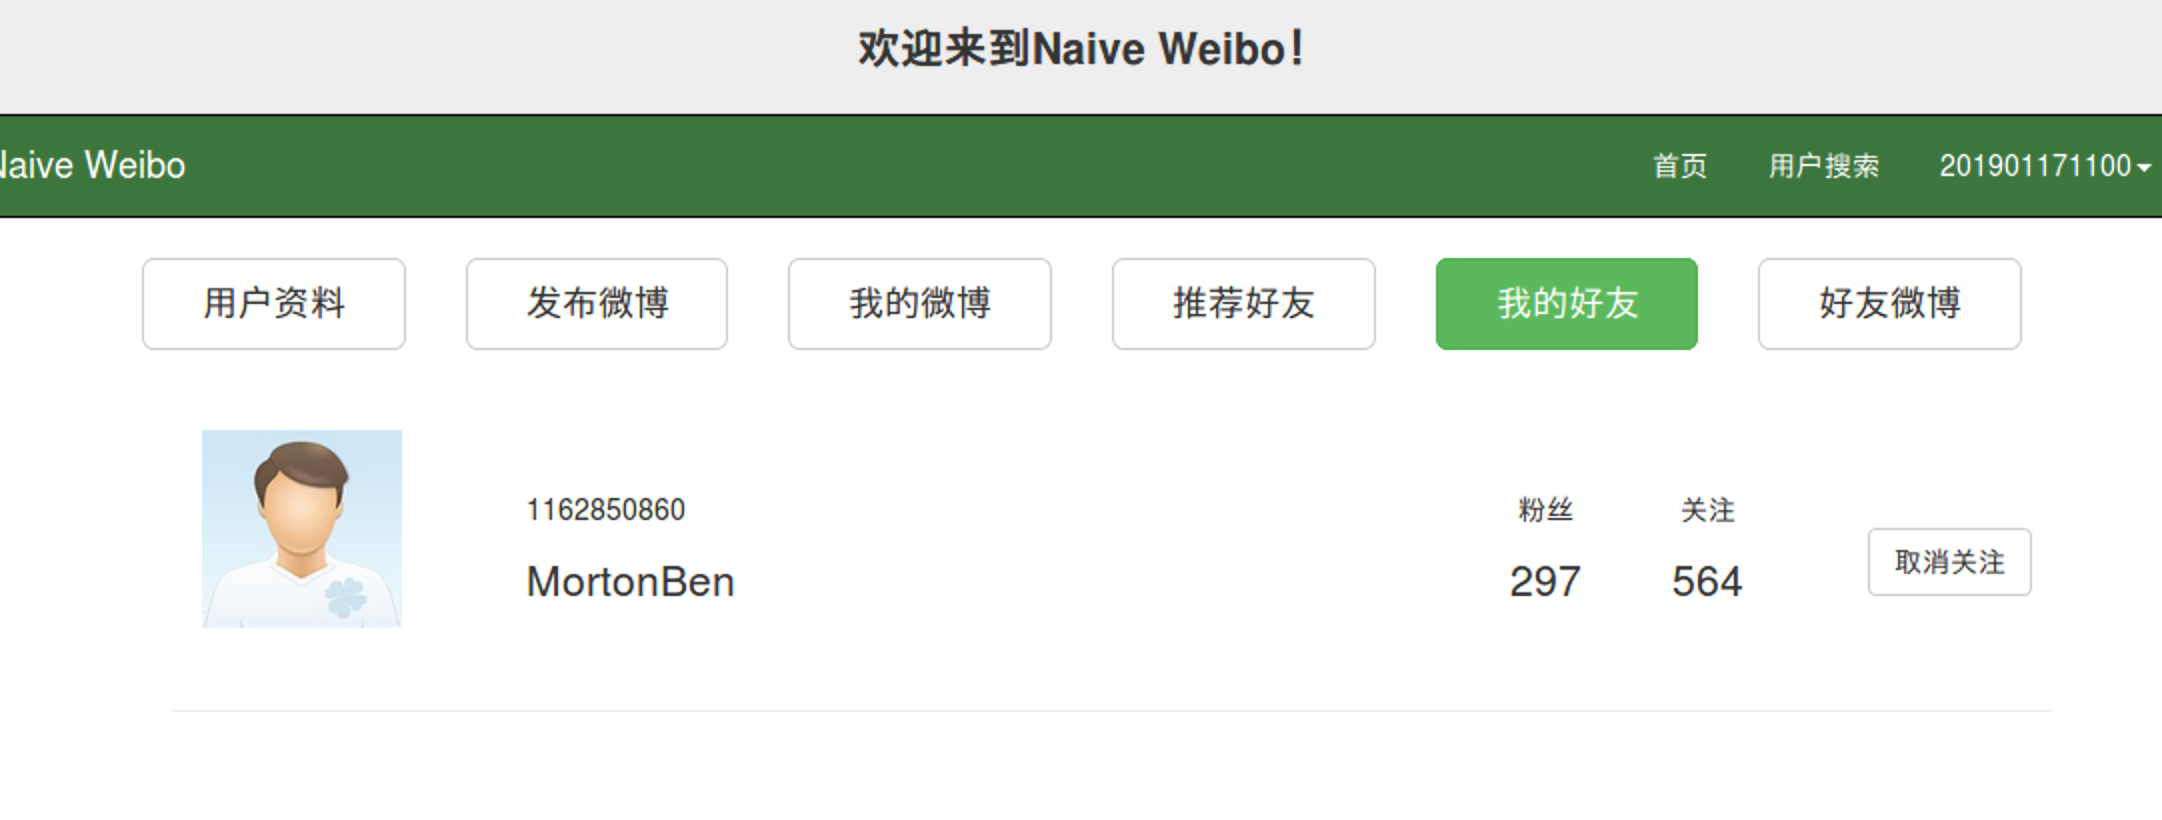 欢迎来到Naive Weibo!
Naive Weibo 首页 用户搜索 201901171100
用户资料 发布微博 我的微博 推荐好友 我的好友 好友微博
1162850860 粉丝 关注
MortonBen 297 564 取消关注